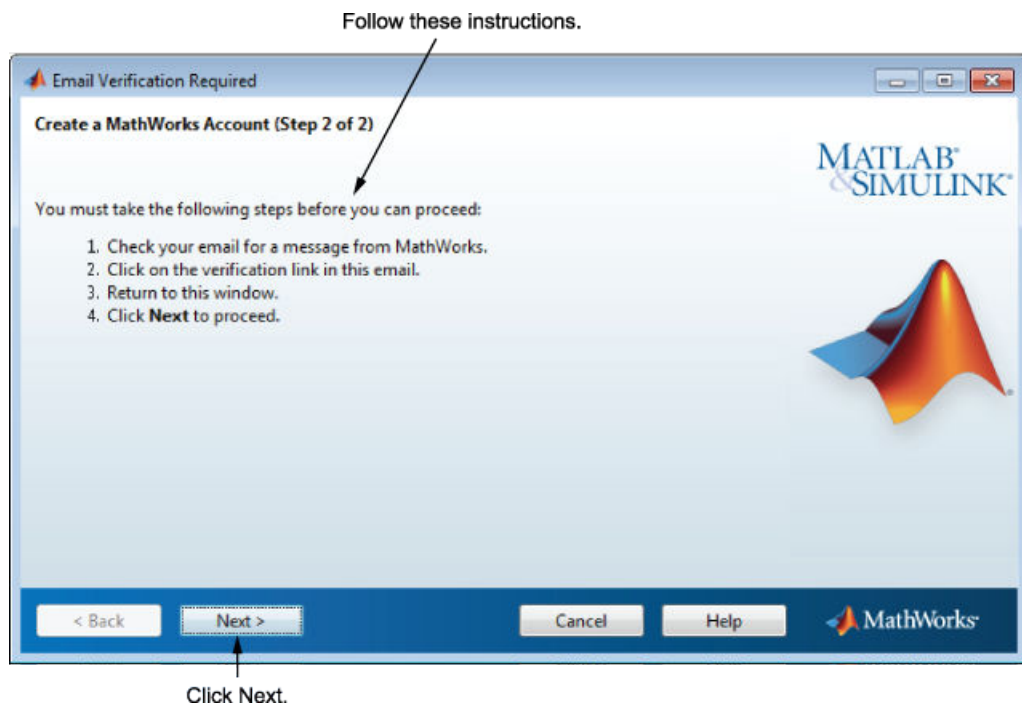 Follow these instructions.
Email Verification Required
Create a MathWorks Account (Step 2 of 2)
MATLAB®
&SIMULINK®
You must take the following steps before you can proceed:
1. Check your email for a message from MathWorks.
2. Click on the verification link in this email.
3. Return to this window.
4. Click Next to proceed.
®
< Back
Next >
Cancel
Help
MathWorks®
Click Next.